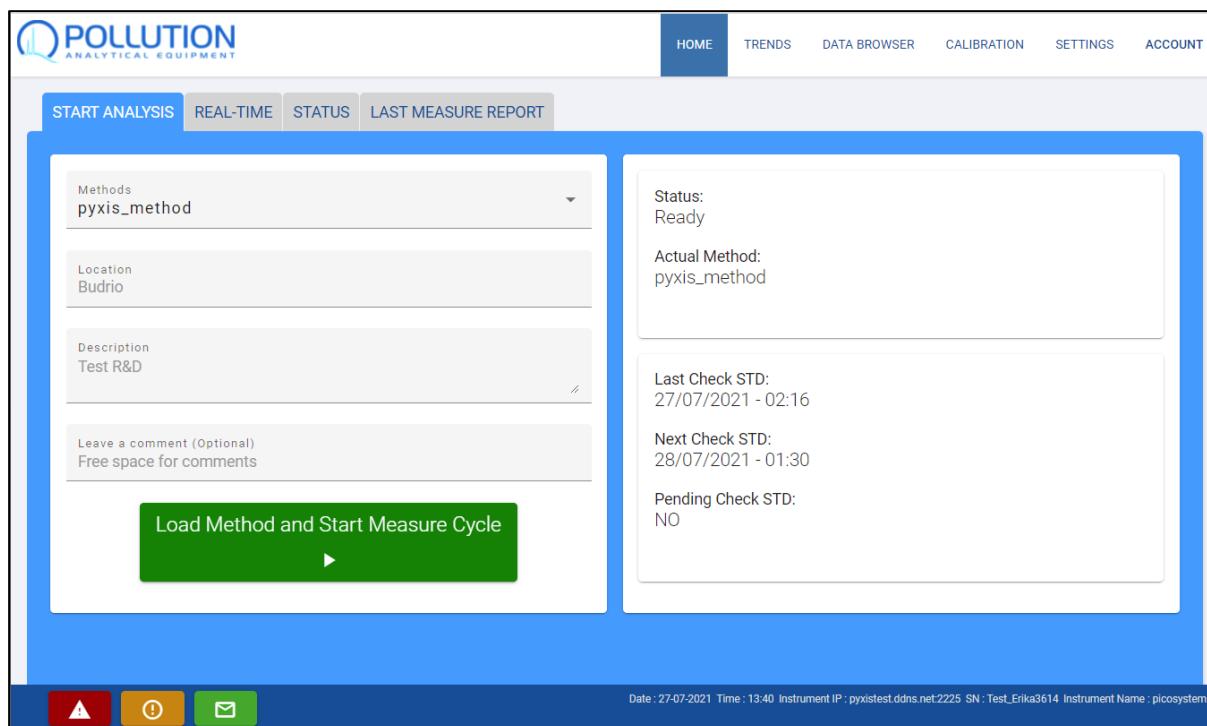 POLLUTION
ANALYTICAL EQUIPMENT
HOME TRENDS DATA BROWSER CALIBRATION SETTINGS ACCOUNT
START ANALYSIS REAL-TIME STATUS LAST MEASURE REPORT
Methods
pyxis_method
Location
Budrio
Description
Test R&D
Leave a comment (Optional)
Free space for comments
Load Method and Start Measure Cycle
Status:
Ready
Actual Method:
pyxis_method
Last Check STD:
27/07/2021 - 02:16
Next Check STD:
28/07/2021 - 01:30
Pending Check STD:
NO
Date : 27-07-2021 Time : 13:40 Instrument IP : pyxistest.ddns.net:2225 SN : Test_Erika3614 Instrument Name : picosystem